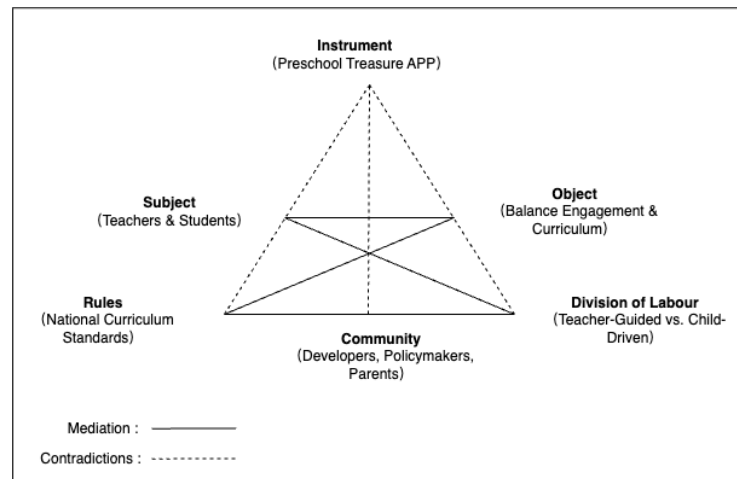 Instrument
(Preschool Treasure APP)
Subject
(Teachers & Students)
Object
(Balance Engagement &
Curriculum)
Rules
(National Curriculum
Standards)
Community
(Developers, Policymakers,
Parents)
Division of Labour
(Teacher-Guided vs. Child-
Driven)
Mediation :
Contradictions :